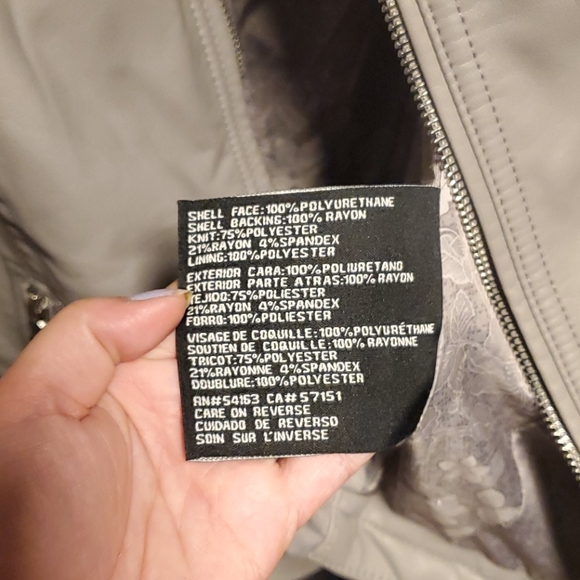 SHELL FACE:100%POLYURETHANE
SHELL BACKING:100% RAYON
KNIT:75%POLYESTER
21%RAYON 4%SPANDEX
LINING:100%POLYESTER
EXTERIOR CARA:100%POLIURETANO
EXTERIOR PARTE ATRAS:100%RAYON
TEJIDO:75%POLIESTER
21%RAYON 4%SPANDEX
FORRO:100%POLIESTER
VISAGE DE COQUILLE:100%POLYURÉTHANE
SOUTIEN DE COQUILLE:100%RAYONNE
TRICOT:75%POLYESTER
21%RAYONNE 4%SPANDEX
DOUBLURE:100%POLYESTER
RN#54163 CA#57151
CARE ON REVERSE
CUIDADO DE REVERSO
SOIN SUR L'INVERSE